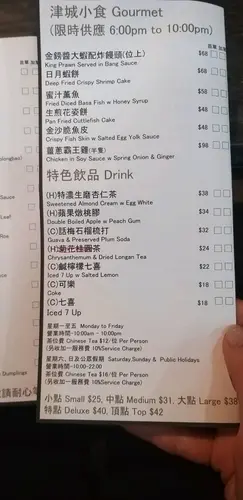 津城小食 Gourmet
(限時供應 6:00pm to 10:00pm)
金銀醬大蝦配炸饅頭(位上) $68
King Prawn Served in Bang Sauce
日月蝦餅 $68
Deep Fried Crispy Shrimp Cake
蜜汁薰魚 $58
Fried Diced Bass Fish w Honey Syrup
生煎花姿餅 $48
Pan Fried Cuttlefish Cake
金沙脆魚皮 $48
Crispy Fish Skin w Salted Egg Yolk Sauce
薑蔥霸王雞(半隻) $98
Chicken in Soy Sauce w Spring Onion & Ginger
特色飲品 Drink
(H)特濃生磨杏仁茶 $38
Sweetened Almond Cream w Egg White
(H)蘋果燉桃膠 $34
Double Boiled Apple w Peach Gum
(C)話梅石榴梳打 $32
Guava & Preserved Plum Soda
(H)菊花桂圓茶 $24
Chrysanthemum & Dried Longan Tea
(C)鹹檸檬七喜 $22
Iced 7 Up w Salted Lemon
(C)可樂 $18
Coke
(C)七喜 $18
Iced 7 Up
星期一至五 Monday to Friday
營業時間-10:00am - 10:00pm
茶位費 Chinese Tea $12/位 Per Person
(另收加一服務費 10%Service Charge)
星期六, 日及公眾假期 Saturday,Sunday & Public Holidays
營業時間-10:00-22:00
茶位費 Chinese Tea $16/位 Per Person
(另收加一服務費 10%Service Charge)
小點 Small $25, 中點 Medium $31, 大點 Large $38
特點 Deluxe $40, 頂點 Top $42